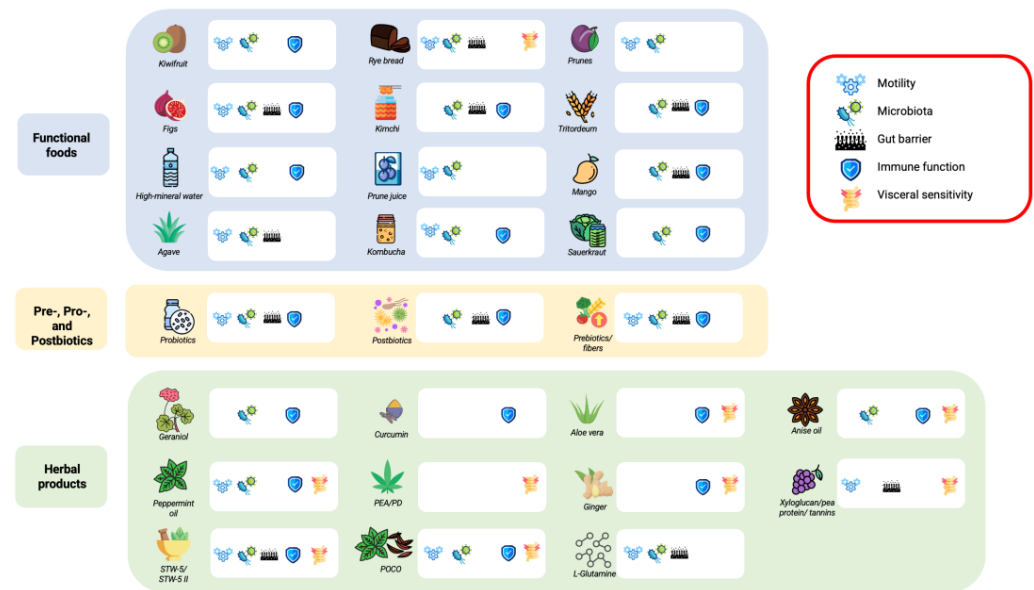 Kiwifruit
Rye bread
Prunes
Figs
Kimchi
Tritordeum
Functional
foods
High-mineral water
Prune juice
Mango
Agave
Kombucha
Sauerkraut
Motility
Microbiota
Gut barrier
Immune function
Visceral sensitivity
Pre-, Pro-,
and
Postbiotics
Probiotics
Postbiotics
Prebiotics/
fibers
Herbal
products
Geraniol
Curcumin
Aloe vera
Anise oil
Peppermint
oil
PEA/PD
Ginger
Xyloglucan/pea
protein/ tannins
STW-5/
STW-5 II
POCO
L-Glutamine